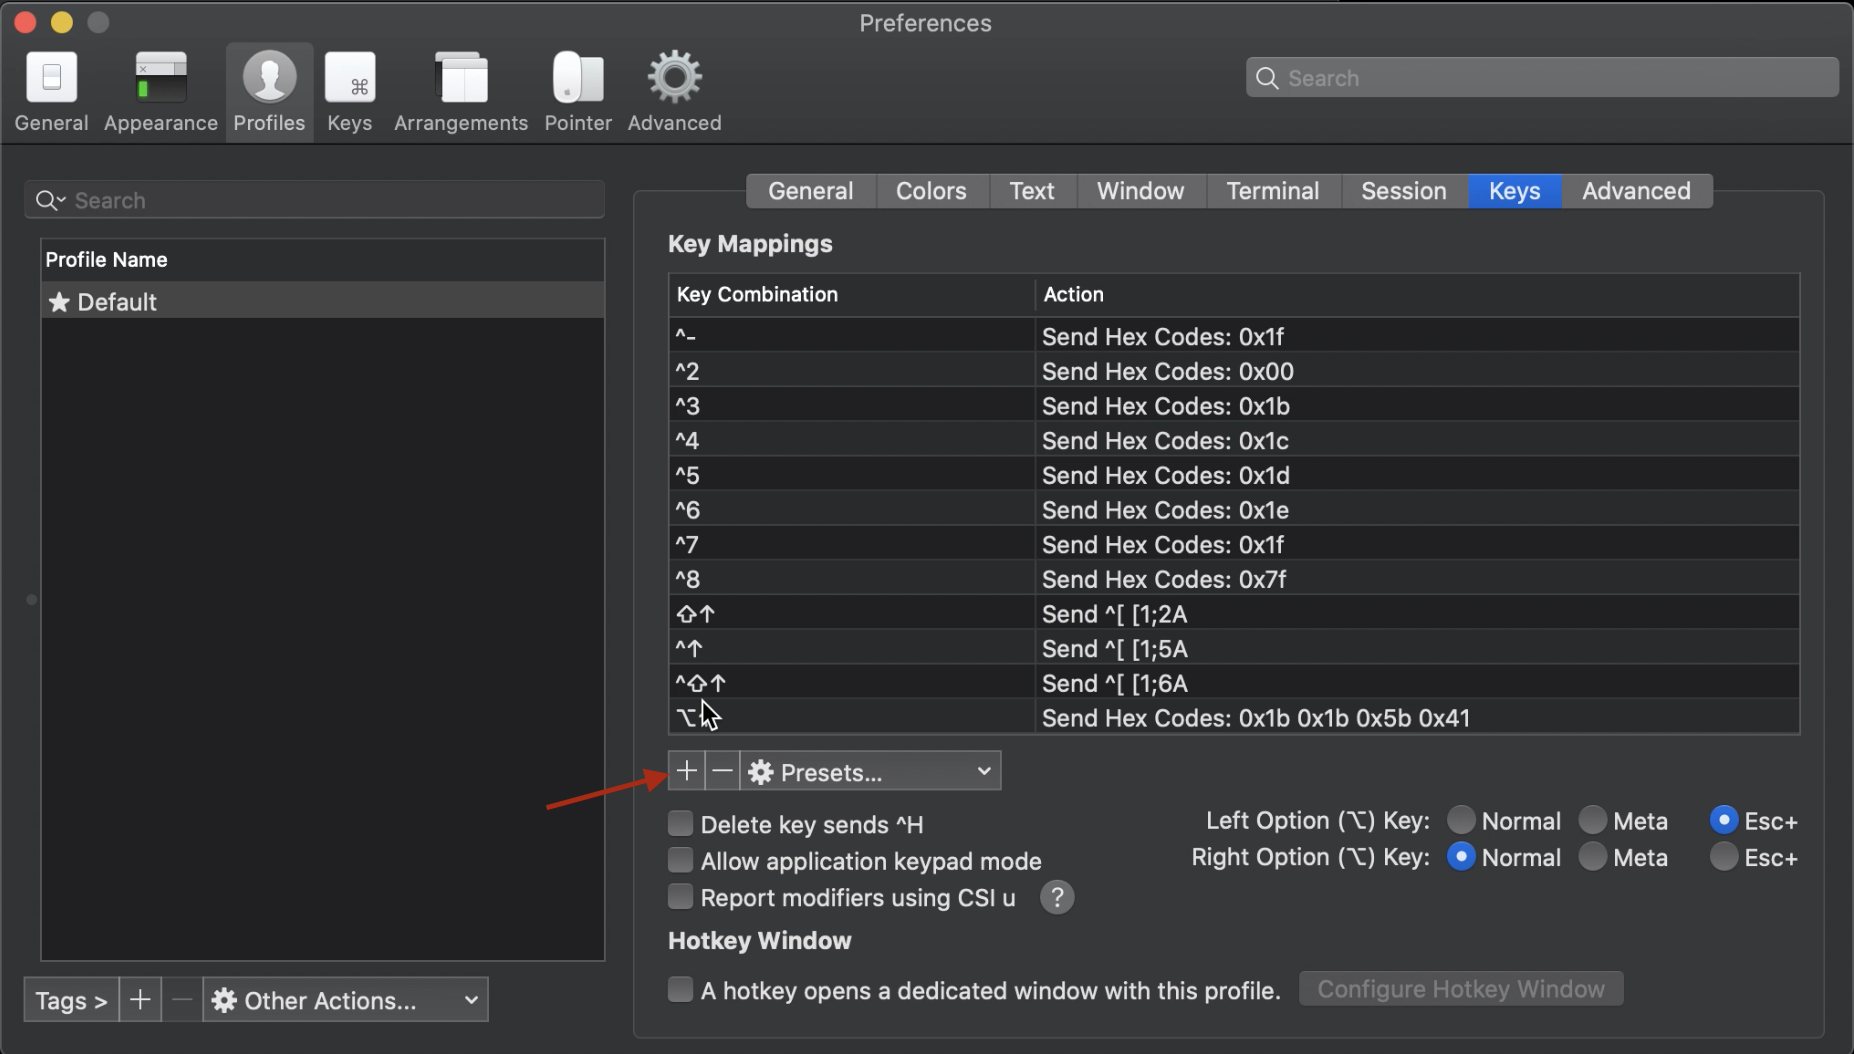 Preferences
General Appearance Profiles Keys Arrangements Pointer Advanced
Search
Search
Profile Name
Default
General Colors Text Window Terminal Session Keys Advanced
Key Mappings
Key Combination Action
^- Send Hex Codes: 0x1f
^2 Send Hex Codes: 0x00
^3 Send Hex Codes: 0x1b
^4 Send Hex Codes: 0x1c
^5 Send Hex Codes: 0x1d
^6 Send Hex Codes: 0x1e
^7 Send Hex Codes: 0x1f
^8 Send Hex Codes: 0x7f
⇧↑ Send ^[ [1;2A
^↑ Send ^[ [1;5A
^⇧↑ Send ^[ [1;6A
⌥ Send Hex Codes: 0x1b 0x1b 0x5b 0x41
+ − Presets...
Delete key sends ^H
Allow application keypad mode
Report modifiers using CSI u ?
Left Option (⌥) Key: Normal Meta Esc+
Right Option (⌥) Key: Normal Meta Esc+
Hotkey Window
A hotkey opens a dedicated window with this profile. Configure Hotkey Window
Tags > + − Other Actions...